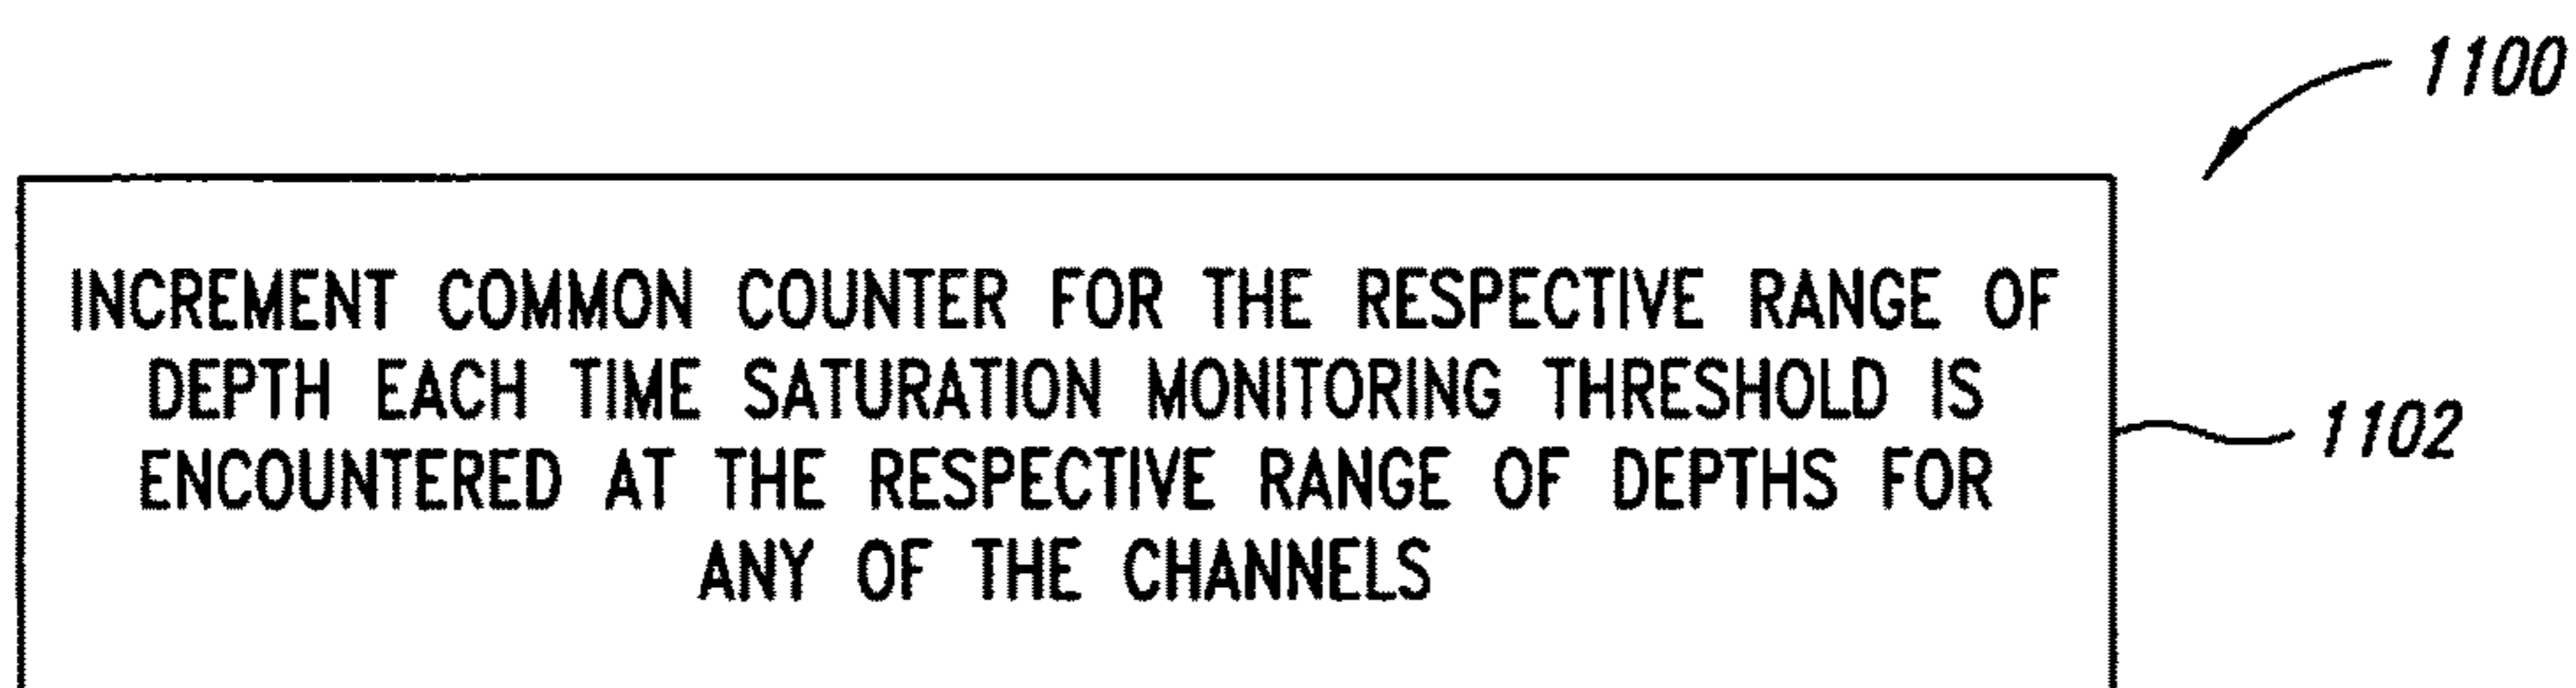 1100
INCREMENT COMMON COUNTER FOR THE RESPECTIVE RANGE OF
DEPTH EACH TIME SATURATION MONITORING THRESHOLD IS
ENCOUNTERED AT THE RESPECTIVE RANGE OF DEPTHS FOR
ANY OF THE CHANNELS
1102